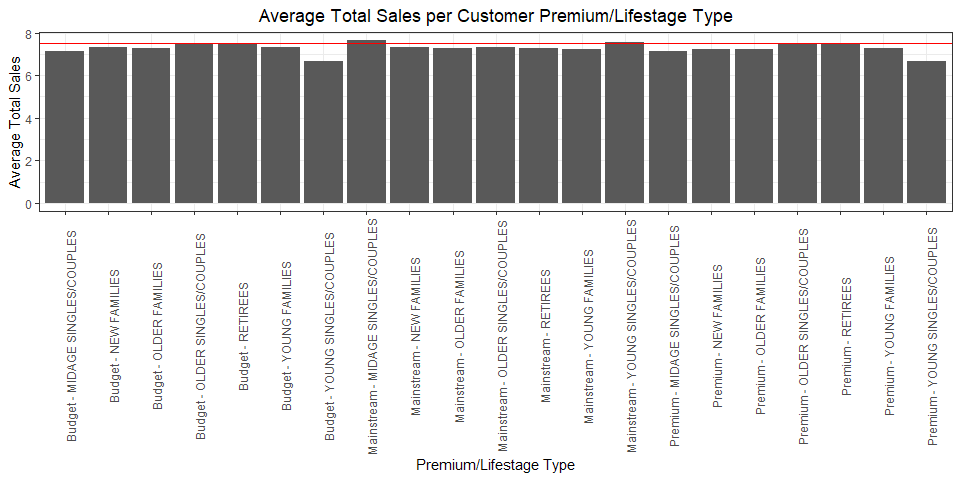 Average Total Sales per Customer Premium/Lifestage Type
Average Total Sales
8
6
4
2
0
Budget - MIDAGE SINGLES/COUPLES
Budget - NEW FAMILIES
Budget - OLDER FAMILIES
Budget - OLDER SINGLES/COUPLES
Budget - RETIREES
Budget - YOUNG FAMILIES
Budget - YOUNG SINGLES/COUPLES
Mainstream - MIDAGE SINGLES/COUPLES
Mainstream - NEW FAMILIES
Mainstream - OLDER FAMILIES
Mainstream - OLDER SINGLES/COUPLES
Mainstream - RETIREES
Mainstream - YOUNG FAMILIES
Mainstream - YOUNG SINGLES/COUPLES
Premium - MIDAGE SINGLES/COUPLES
Premium - NEW FAMILIES
Premium - OLDER FAMILIES
Premium - OLDER SINGLES/COUPLES
Premium - RETIREES
Premium - YOUNG FAMILIES
Premium - YOUNG SINGLES/COUPLES
Premium/Lifestage Type